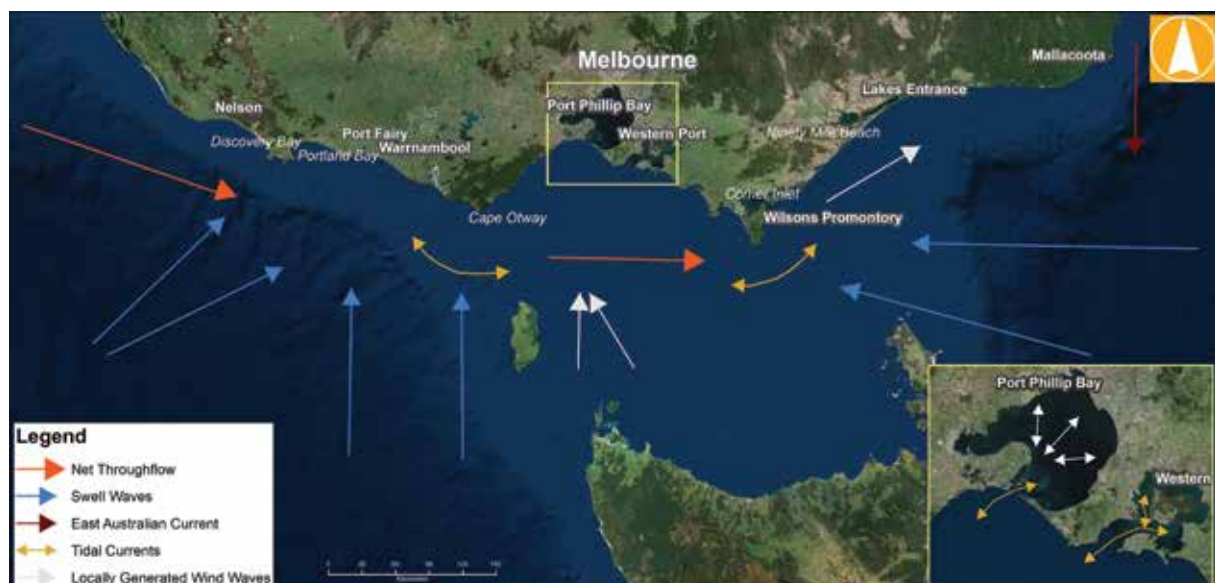 Melbourne
Mallacoota
Lakes Entrance
Nelson
Port Phillip Bay
Discovery Bay
Port Fairy
Western Port
Ninety Mile Beach
Portland Bay
Warrnambool
Corner Inlet
Cape Otway
Wilsons Promontory
Port Phillip Bay
Western
Legend
Net Throughflow
Swell Waves
East Australian Current
Tidal Currents
Locally Generated Wind Waves